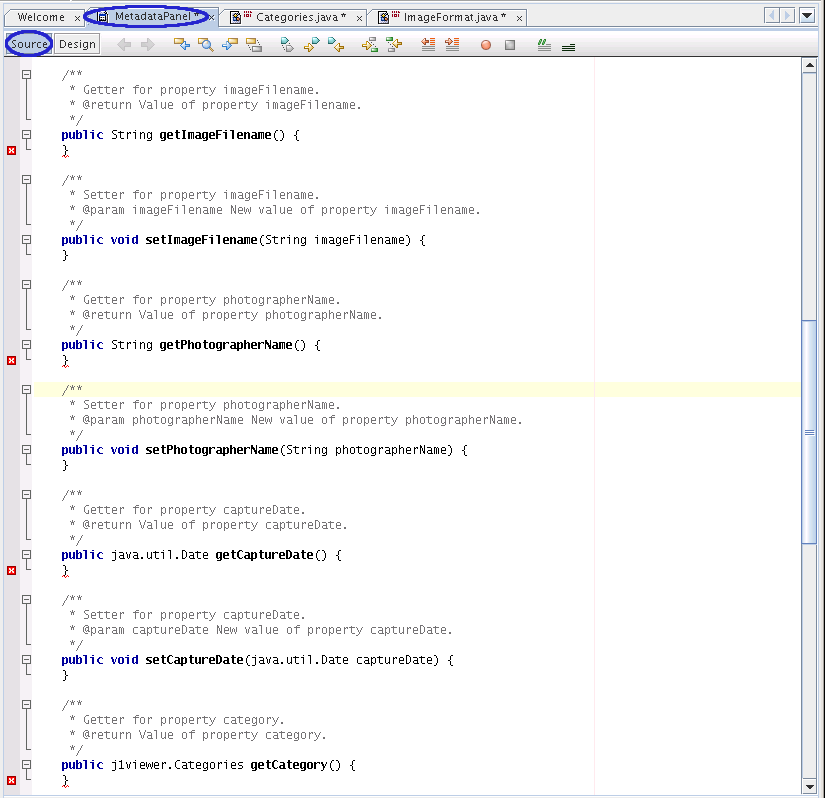 Welcome × MetadataPanel * × Categories.java * × ImageFormat.java * ×
Source Design
/**
* Getter for property imageFilename.
* @return Value of property imageFilename.
*/
public String getImageFilename() {
}
/**
* Setter for property imageFilename.
* @param imageFilename New value of property imageFilename.
*/
public void setImageFilename(String imageFilename) {
}
/**
* Getter for property photographerName.
* @return Value of property photographerName.
*/
public String getPhotographerName() {
}
/**
* Setter for property photographerName.
* @param photographerName New value of property photographerName.
*/
public void setPhotographerName(String photographerName) {
}
/**
* Getter for property captureDate.
* @return Value of property captureDate.
*/
public java.util.Date getCaptureDate() {
}
/**
* Setter for property captureDate.
* @param captureDate New value of property captureDate.
*/
public void setCaptureDate(java.util.Date captureDate) {
}
/**
* Getter for property category.
* @return Value of property category.
*/
public j1viewer.Categories getCategory() {
}